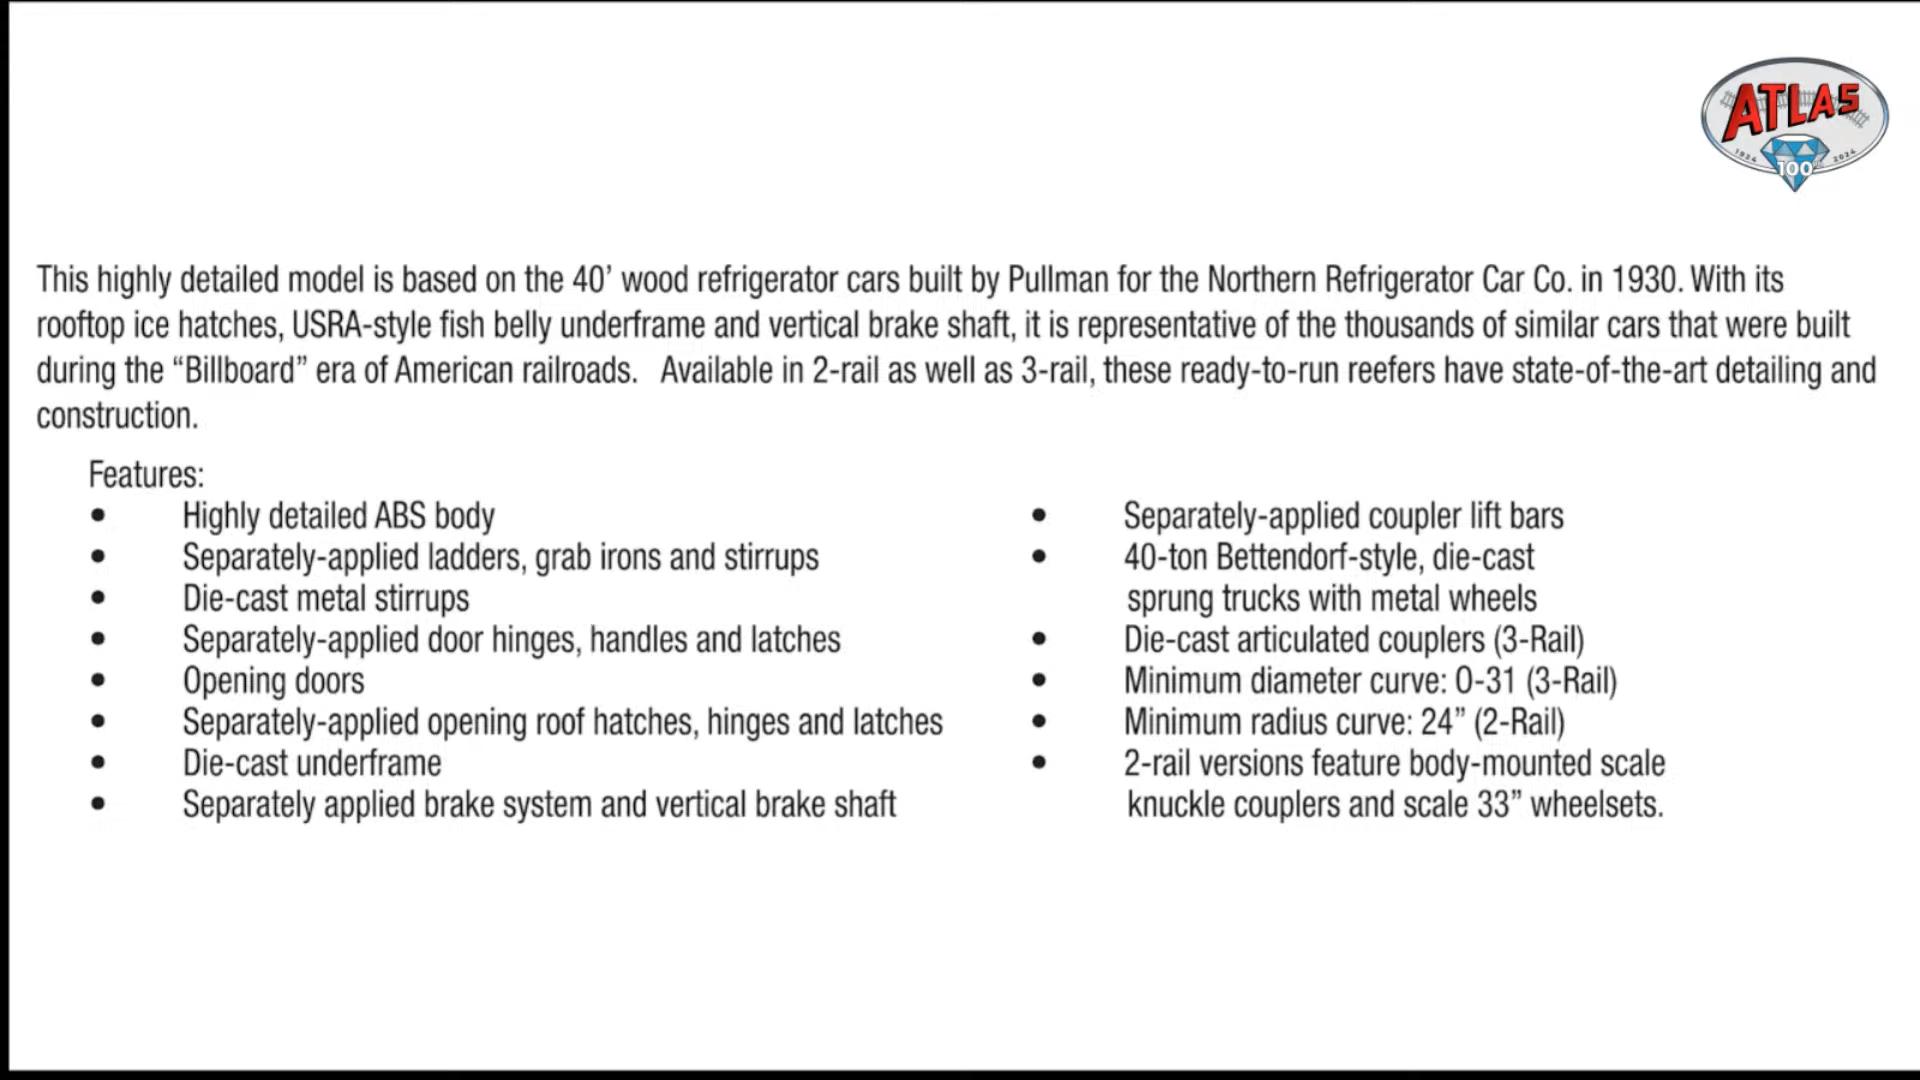 ATLAS
1924 2024
100
This highly detailed model is based on the 40’ wood refrigerator cars built by Pullman for the Northern Refrigerator Car Co. in 1930. With its
rooftop ice hatches, USRA-style fish belly underframe and vertical brake shaft, it is representative of the thousands of similar cars that were built
during the “Billboard” era of American railroads. Available in 2-rail as well as 3-rail, these ready-to-run reefers have state-of-the-art detailing and
construction.
Features:
• Highly detailed ABS body
• Separately-applied ladders, grab irons and stirrups
• Die-cast metal stirrups
• Separately-applied door hinges, handles and latches
• Opening doors
• Separately-applied opening roof hatches, hinges and latches
• Die-cast underframe
• Separately applied brake system and vertical brake shaft
• Separately-applied coupler lift bars
• 40-ton Bettendorf-style, die-cast
sprung trucks with metal wheels
• Die-cast articulated couplers (3-Rail)
• Minimum diameter curve: O-31 (3-Rail)
• Minimum radius curve: 24” (2-Rail)
• 2-rail versions feature body-mounted scale
knuckle couplers and scale 33” wheelsets.